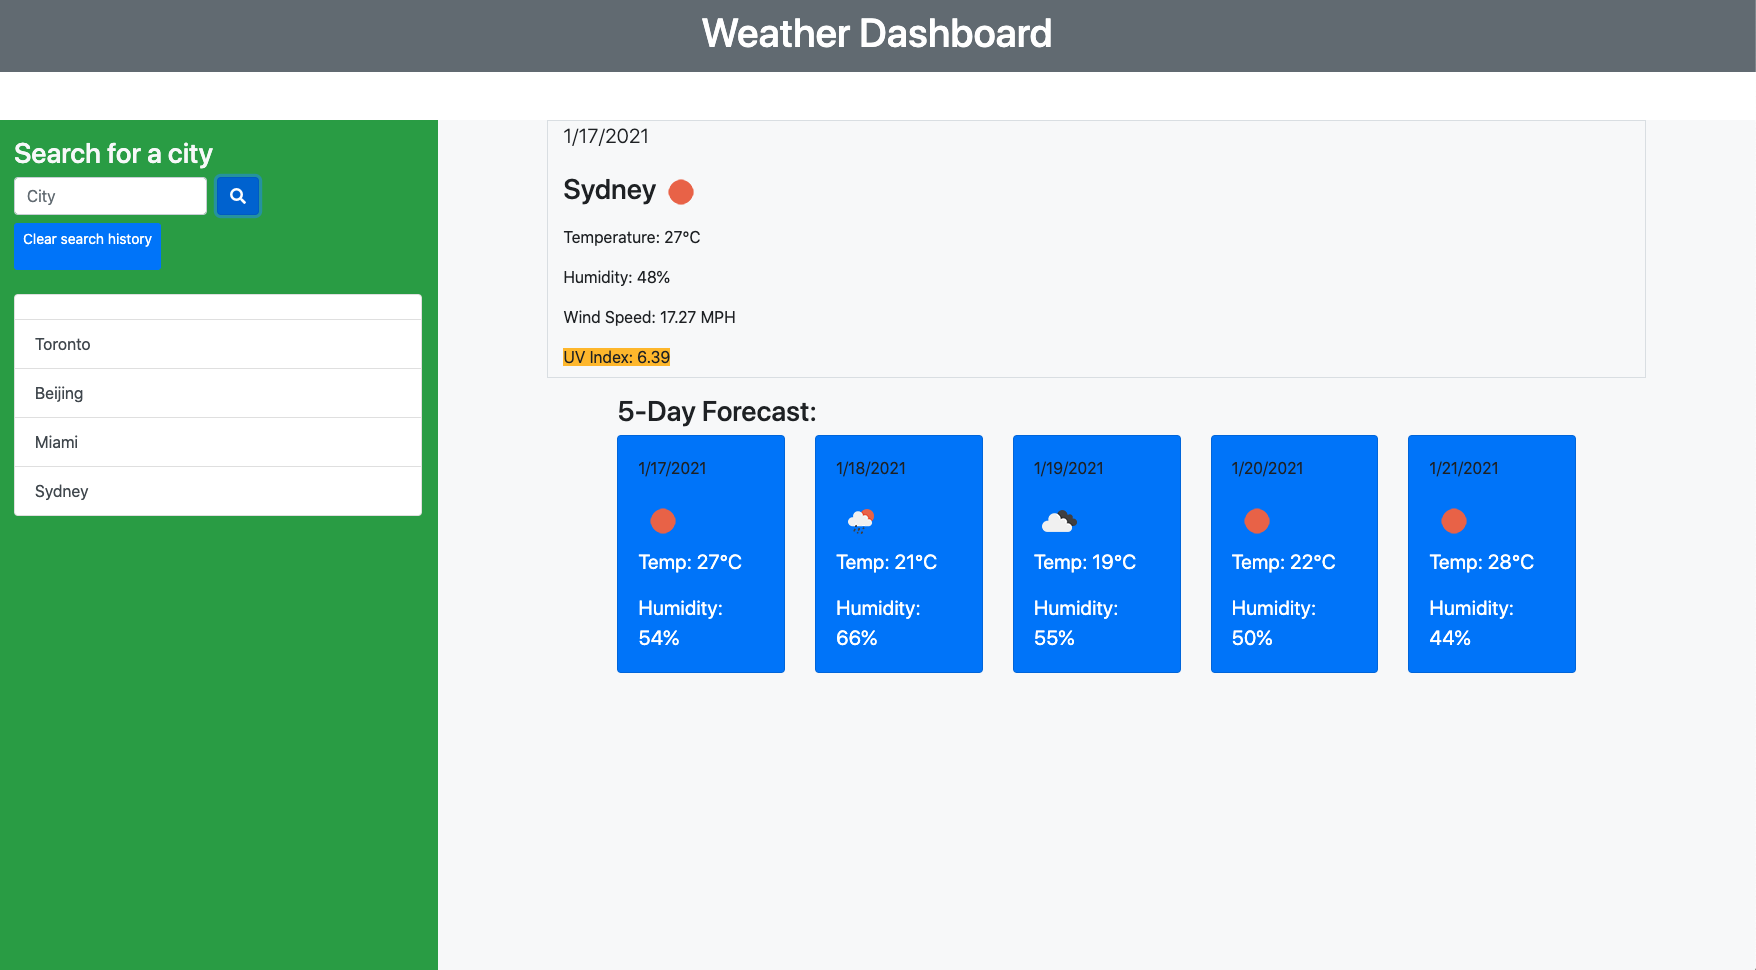 Weather Dashboard
Search for a city
City
Clear search history
Toronto
Beijing
Miami
Sydney
1/17/2021
Sydney
Temperature: 27°C
Humidity: 48%
Wind Speed: 17.27 MPH
UV Index: 6.39
5-Day Forecast:
1/17/2021
Temp: 27°C
Humidity:
54%
1/18/2021
Temp: 21°C
Humidity:
66%
1/19/2021
Temp: 19°C
Humidity:
55%
1/20/2021
Temp: 22°C
Humidity:
50%
1/21/2021
Temp: 28°C
Humidity:
44%